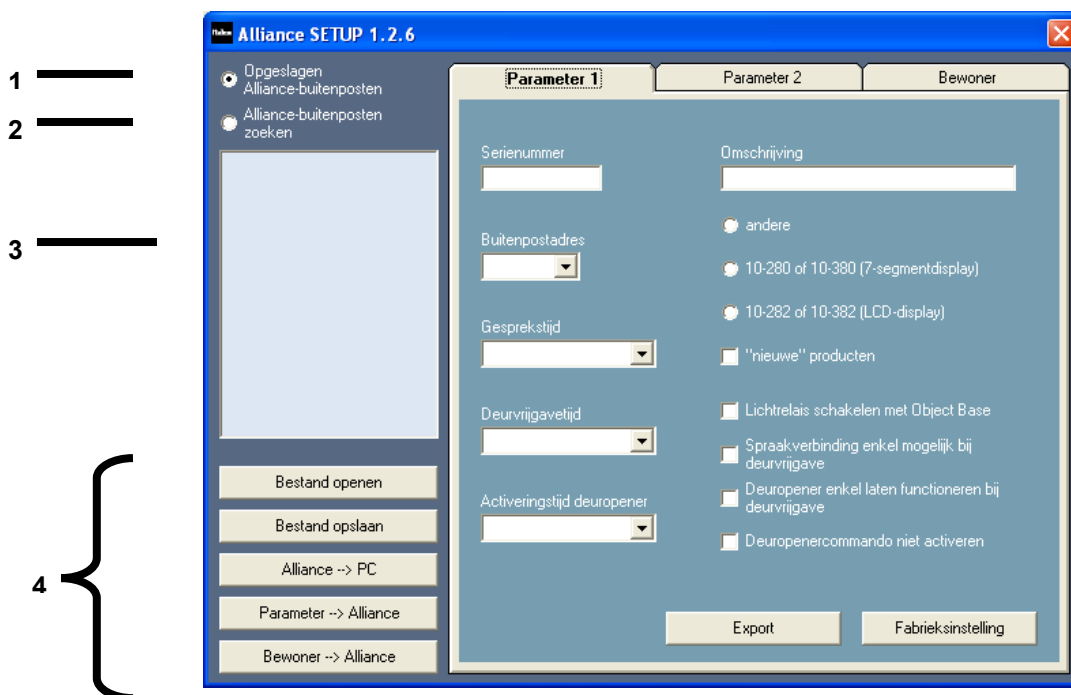 Alliance SETUP 1.2.6
1
Opgeslagen
Alliance-buitenposten
2
Alliance-buitenposten
zoeken
3
4
Bestand openen
Bestand opslaan
Alliance --> PC
Parameter --> Alliance
Bewoner --> Alliance
Parameter 1
Parameter 2
Bewoner
Serienummer
Omschrijving
Buitenpostadres
Gesprekstijd
Deurvrijgavetijd
Activeringstijd deuropener
andere
10-280 of 10-380 (7-segmentdisplay)
10-282 of 10-382 (LCD-display)
"nieuwe" producten
Lichtrelais schakelen met Object Base
Spraakverbinding enkel mogelijk bij
deurvrijgave
Deuropener enkel laten functioneren bij
deurvrijgave
Deuropenercommando niet activeren
Export
Fabrieksinstelling